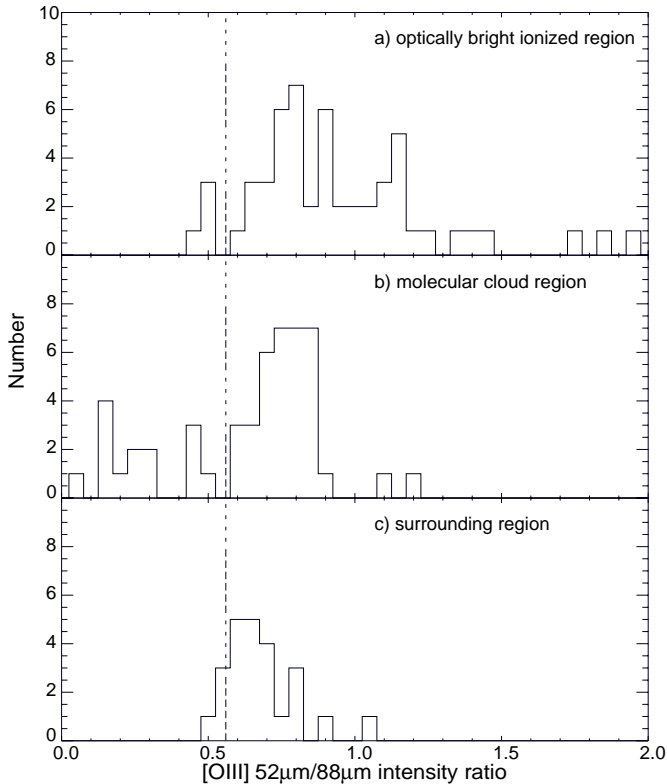 10
a) optically bright ionized region
8
6
4
2
0
b) molecular cloud region
8
6
4
2
0
Number
c) surrounding region
8
6
4
2
0
0.0 0.5 1.0 1.5 2.0
[OIII] 52μm/88μm intensity ratio